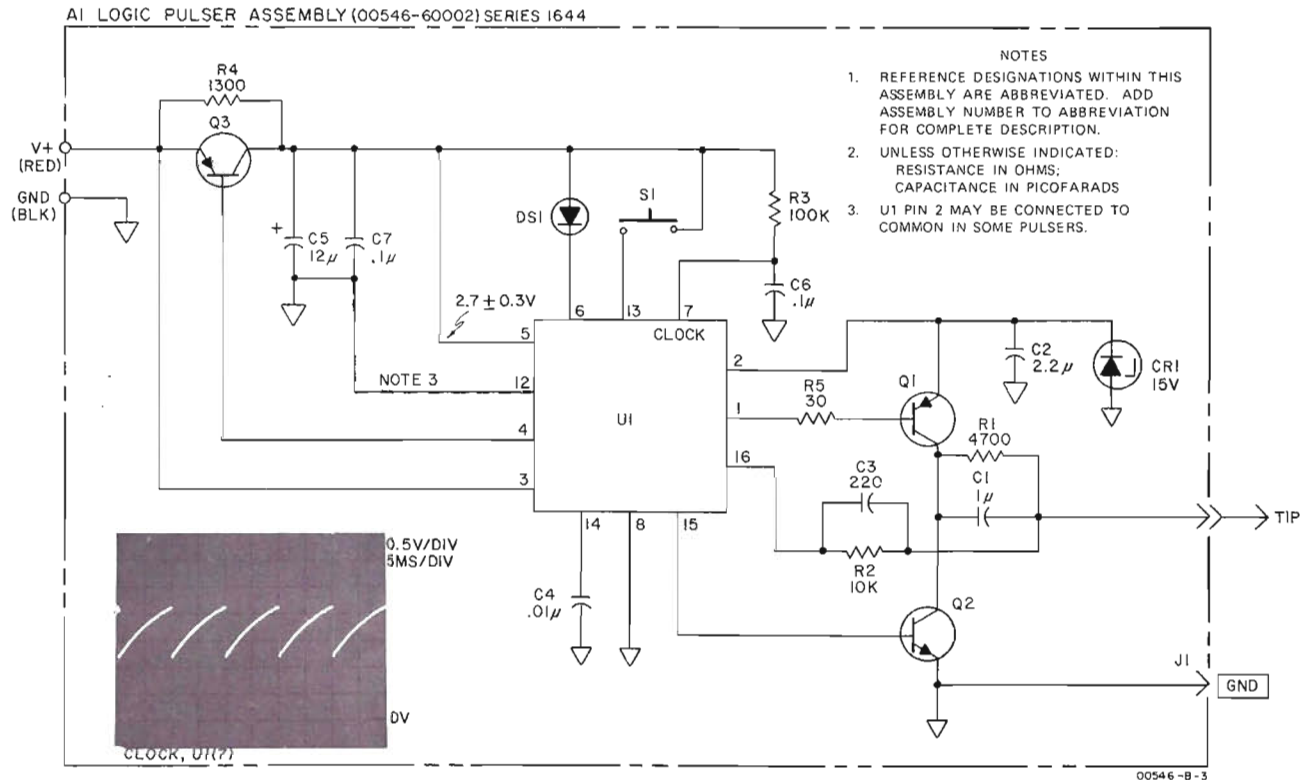 A1 LOGIC PULSER ASSEMBLY (00546-60002) SERIES 1644
NOTES
1. REFERENCE DESIGNATIONS WITHIN THIS
ASSEMBLY ARE ABBREVIATED. ADD
ASSEMBLY NUMBER TO ABBREVIATION
FOR COMPLETE DESCRIPTION.
2. UNLESS OTHERWISE INDICATED:
RESISTANCE IN OHMS;
CAPACITANCE IN PICOFARADS
3. U1 PIN 2 MAY BE CONNECTED TO
COMMON IN SOME PULSERS.
R4
1300
Q3
V+
(RED)
GND
(BLK)
+
C5
12µ
C7
.1µ
DS1
S1
R3
100K
C6
.1µ
2.7 ± 0.3V
6
13
7
CLOCK
5
2
12
NOTE 3
1
U1
4
16
3
14
8
15
C2
2.2µ
CR1
15V
R5
30
Q1
R1
4700
C1
1µ
C3
220
R2
10K
TIP
0.5V/DIV
5MS/DIV
0V
CLOCK, U1(7)
C4
.01µ
Q2
J1
GND
00546-B-3